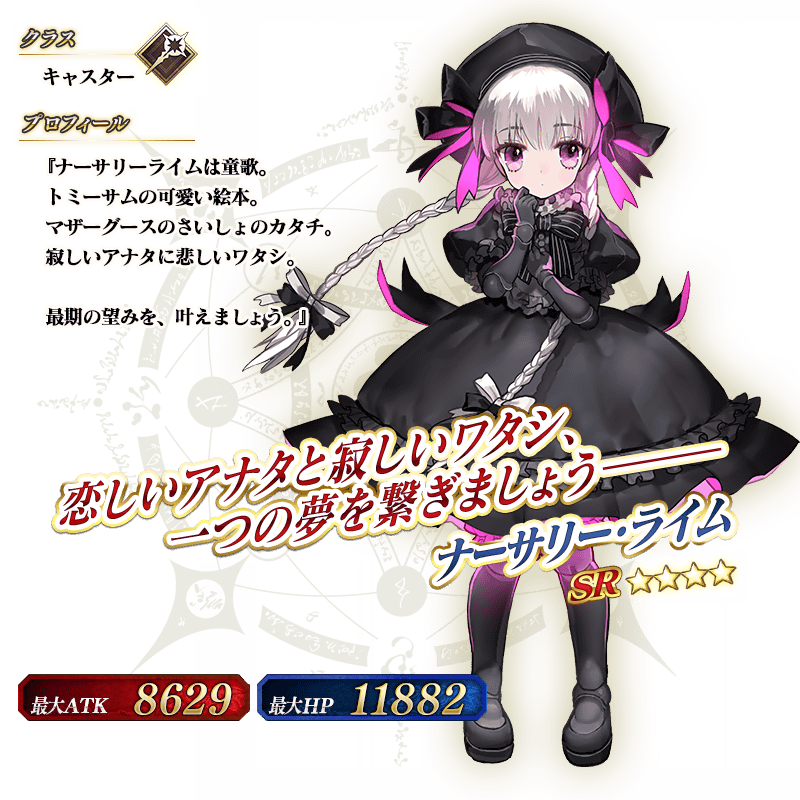 クラス
キャスター
プロフィール
『ナーサリーライムは童歌。
トミーサムの可愛い絵本。
マザーグースのさいしょのカタチ。
寂しいアナタに悲しいワタシ。
最期の望みを、叶えましょう。』
恋しいアナタと寂しいワタシ、
一つの夢を繋ぎましょう――
ナーサリー・ライム
SR ☆☆☆☆
最大ATK 8629
最大HP 11882